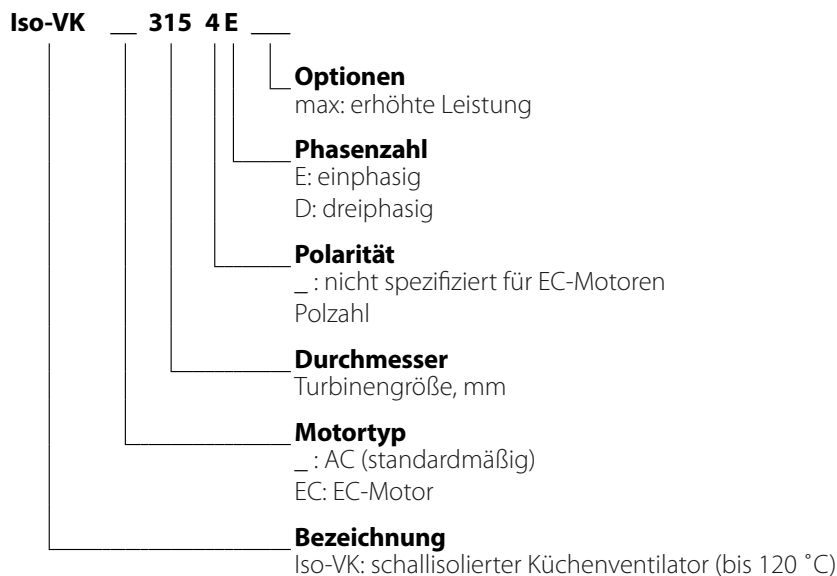 Iso-VK __ 315 4 E ___
Optionen
max: erhöhte Leistung
Phasenzahl
E: einphasig
D: dreiphasig
Polarität
_ : nicht spezifiziert für EC-Motoren
Polzahl
Durchmesser
Turbinengröße, mm
Motortyp
_ : AC (standardmäßig)
EC: EC-Motor
Bezeichnung
Iso-VK: schallisolierter Küchenventilator (bis 120 ˚C)